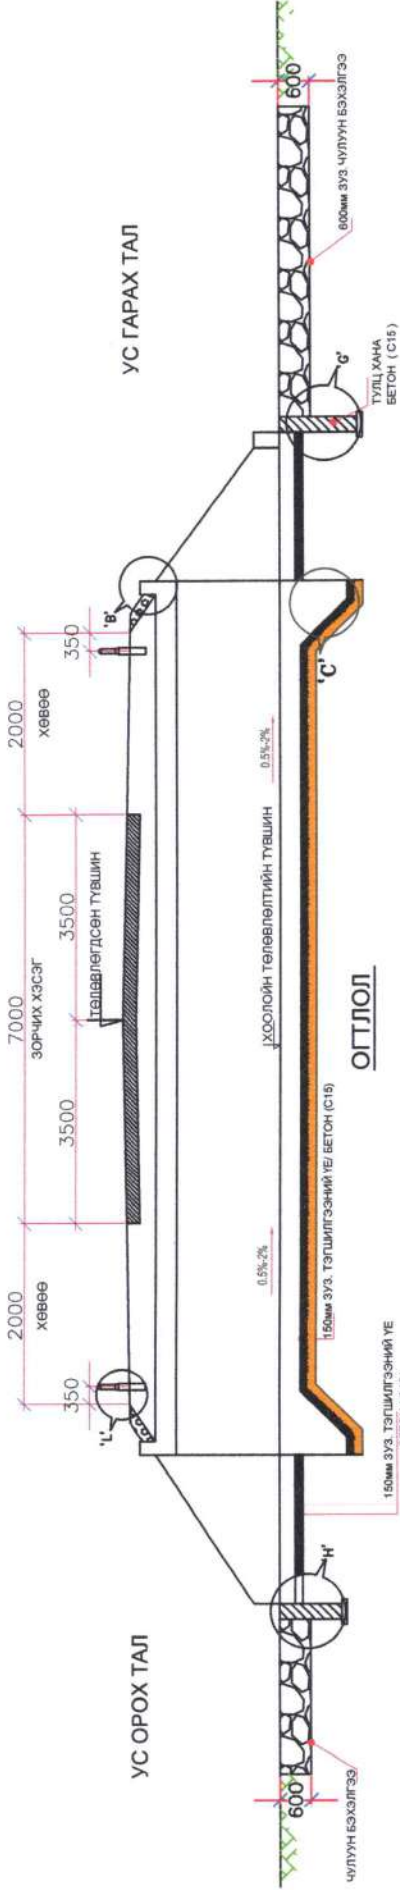 УС ОРОХ ТАЛ
УС ГАРАХ ТАЛ
2000
7000
2000
ХӨВӨӨ
ЗОРЧИХ ХЭСЭГ
ХӨВӨӨ
350
3500
3500
350
ТӨЛӨВЛӨГДСӨН ТҮВШИН
'L'
'B'
0.5%-2%
ХООЛОЙН ТӨЛӨВЛӨЛТИЙН ТҮВШИН
0.5%-2%
600
600
'H'
'C'
'G'
ЧУЛУУН БЭХЭЛГЭЭ
150мм ЗУЗ. ТЭГШИЛГЭЭНИЙ ҮЕ
150мм ЗУЗ. ТЭГШИЛГЭЭНИЙ ҮЕ/ БЕТОН (C15)
ТУЛЦ ХАНА
БЕТОН ( C15)
600мм ЗУЗ. ЧУЛУУН БЭХЭЛГЭЭ
ОГТЛОЛ